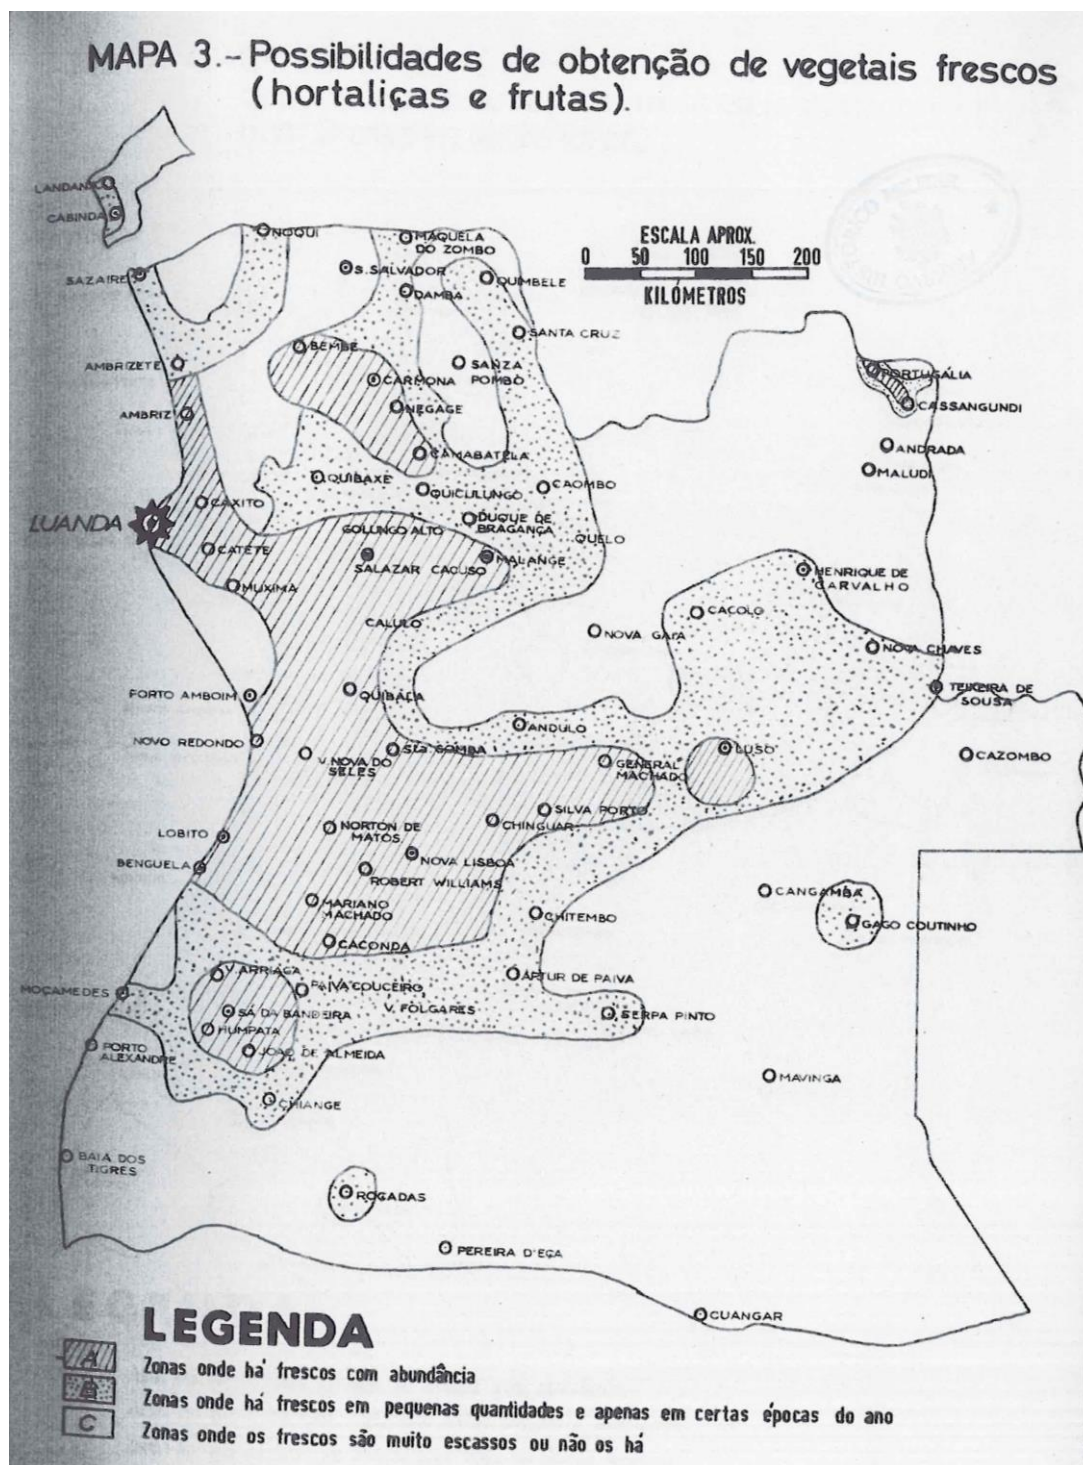 MAPA 3.- Possibilidades de obtenção de vegetais frescos
(hortaliças e frutas).
LANDANA
CABINDA
NOQUI
MAQUELA
DO ZOMBO
ESCALA APROX.
0 50 100 150 200
KILÓMETROS
SAZAIRE
S. SALVADOR
QUIMBELE
DAMBA
SANTA CRUZ
BEMBE
AMBRIZETE
SANZA
POMBO
CARMONA
PORTUGÁLIA
NEGAGE
CASSANGUNDI
AMBRIZ
ANDRADA
CAMABATELA
MALUDI
QUIBAXE
QUICULUNGO
CAOMBO
CAXITO
LUANDA
DUQUE DE
BRAGANÇA
GOLUNGO ALTO
QUELO
CATETE
SALAZAR CACUSO
MALANGE
HENRIQUE DE
CARVALHO
MUXIMA
CACOLO
CALULO
NOVA GAIA
NOVA CHAVES
PORTO AMBOIM
QUIBALA
TEIXEIRA DE
SOUSA
ANDULO
NOVO REDONDO
LUSO
CAZOMBO
V. NOVA DO
SELES
GENERAL
MACHADO
SILVA PORTO
CHINGUAR
NORTON DE
MATOS
LOBITO
NOVA LISBOA
BENGUELA
ROBERT WILLIAMS
CANGAMBA
MARIANO
MACHADO
CHITEMBO
GAGO COUTINHO
CACONDA
V. ARRIAGA
ARTUR DE PAIVA
PAIVA COUCEIRO
MOÇAMEDES
V. FOLGARES
SÁ DA BANDEIRA
SERPA PINTO
HUMPATA
PORTO
ALEXANDRE
JOÃO DE ALMEIDA
MAVINGA
CHIANGE
BAIA DOS
TIGRES
ROÇADAS
PEREIRA D'EÇA
CUANGAR
LEGENDA
A Zonas onde há frescos com abundância
B Zonas onde há frescos em pequenas quantidades e apenas em certas épocas do ano
C Zonas onde os frescos são muito escassos ou não os há